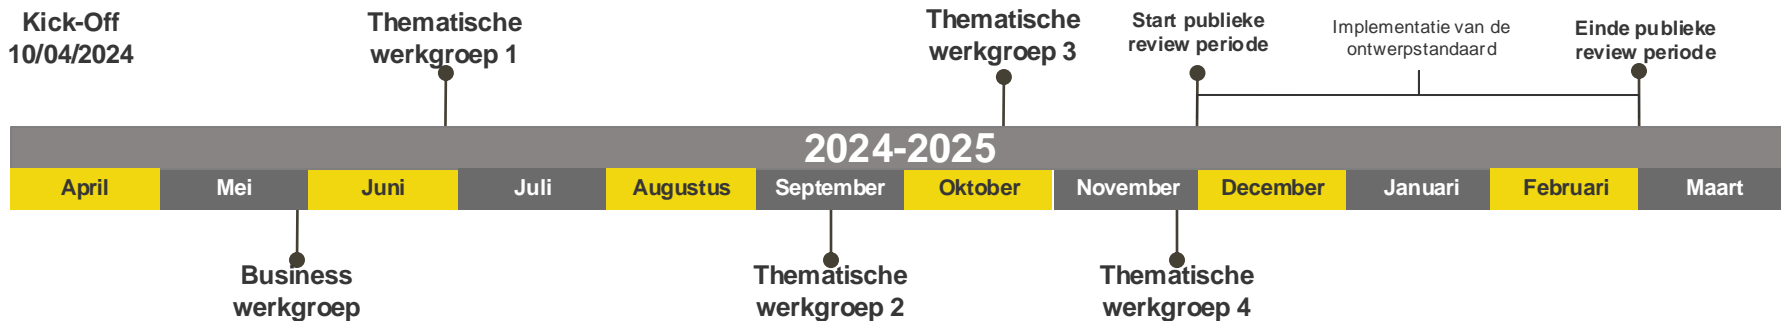 Kick-Off
10/04/2024
Thematische
werkgroep 1
Thematische
werkgroep 3
Start publieke
review periode
Implementatie van de
ontwerpstandaard
Einde publieke
review periode
2024-2025
April Mei Juni Juli Augustus September Oktober November December Januari Februari Maart
Business
werkgroep
Thematische
werkgroep 2
Thematische
werkgroep 4